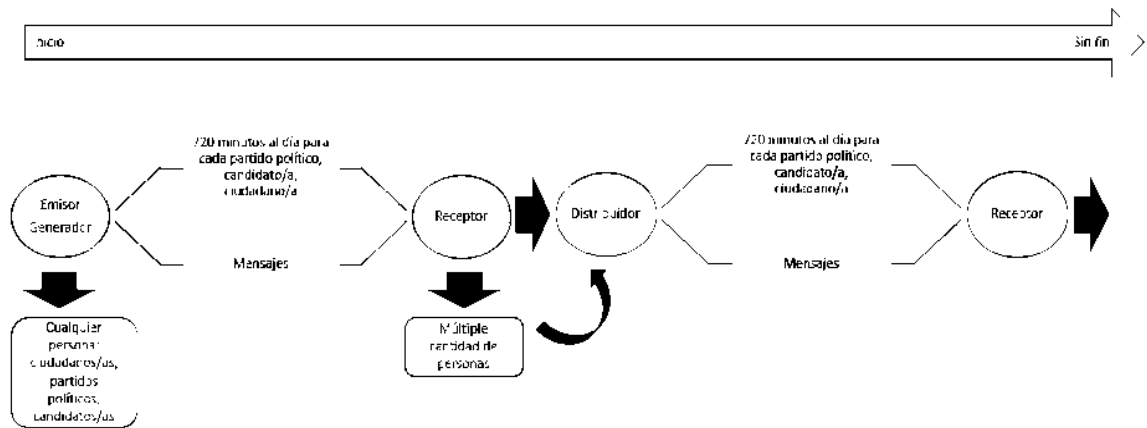 Inicio
Sin fin
720 minutos al día para
cada partido político,
candidato/a,
ciudadano/a
720 minutos al día para
cada partido político,
candidato/a,
ciudadano/a
Emisor
Generador
Receptor
Distribuidor
Receptor
Mensajes
Mensajes
Cualquier
persona:
ciudadanos/as,
partidos
políticos,
candidatos/as
Múltiple
cantidad de
personas